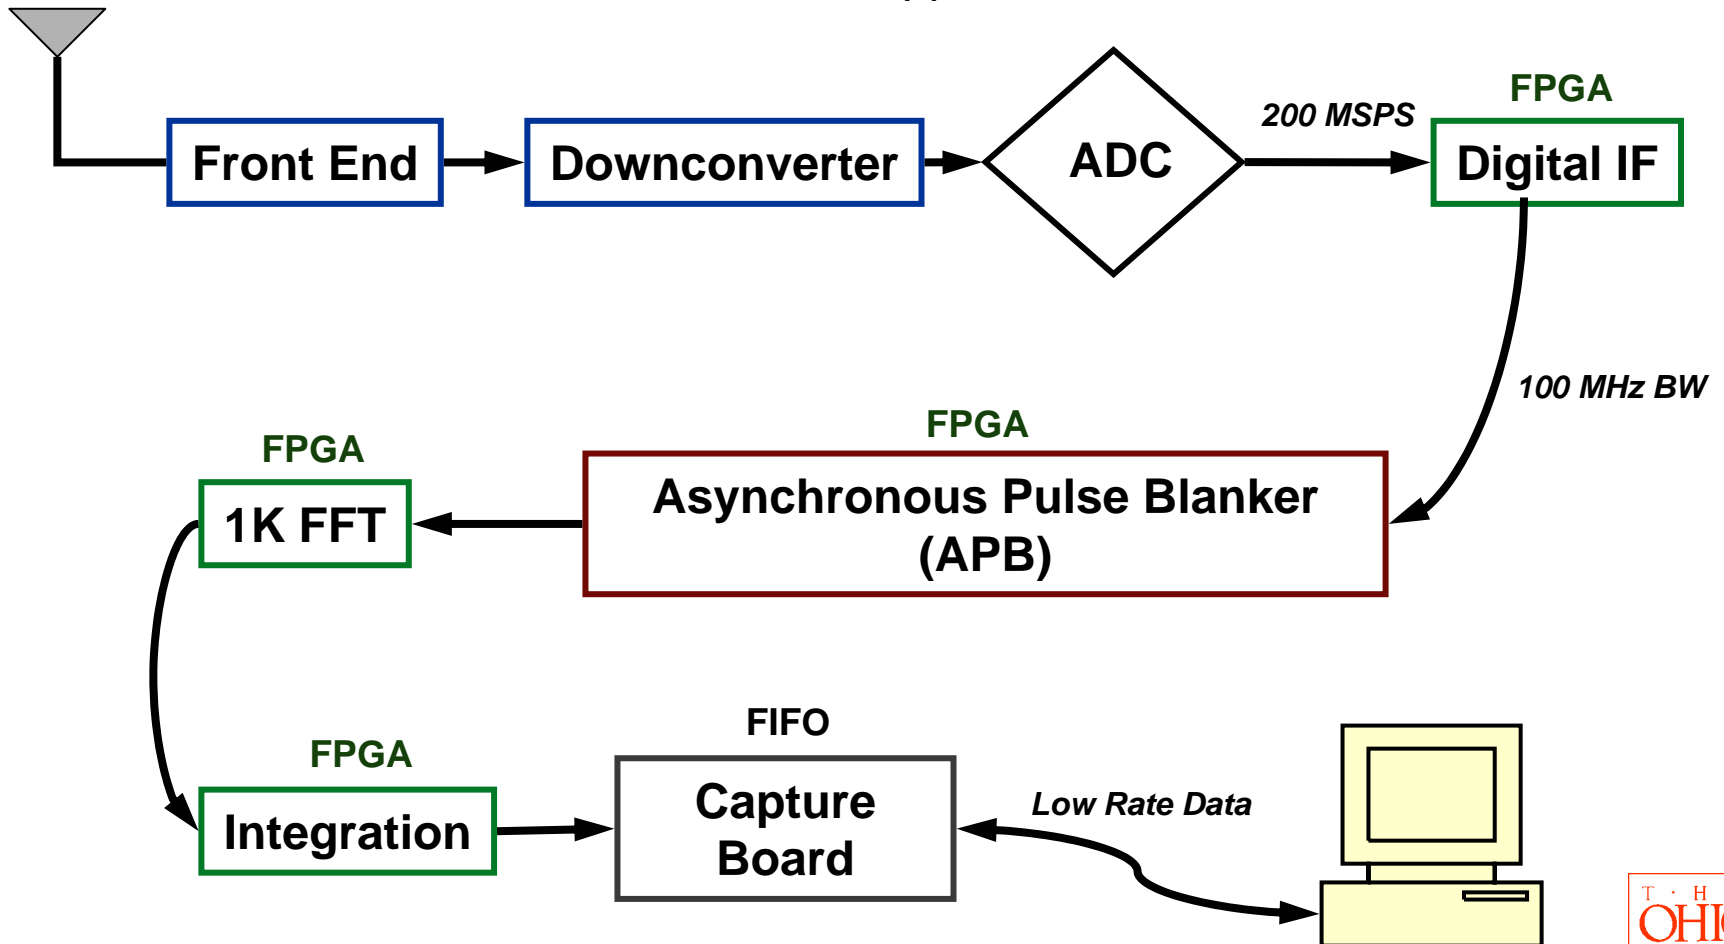 FPGA
200 MSPS
Front End
Downconverter
ADC
Digital IF
100 MHz BW
FPGA
FPGA
Asynchronous Pulse Blanker
(APB)
1K FFT
FIFO
FPGA
Capture
Board
Low Rate Data
Integration
T · H